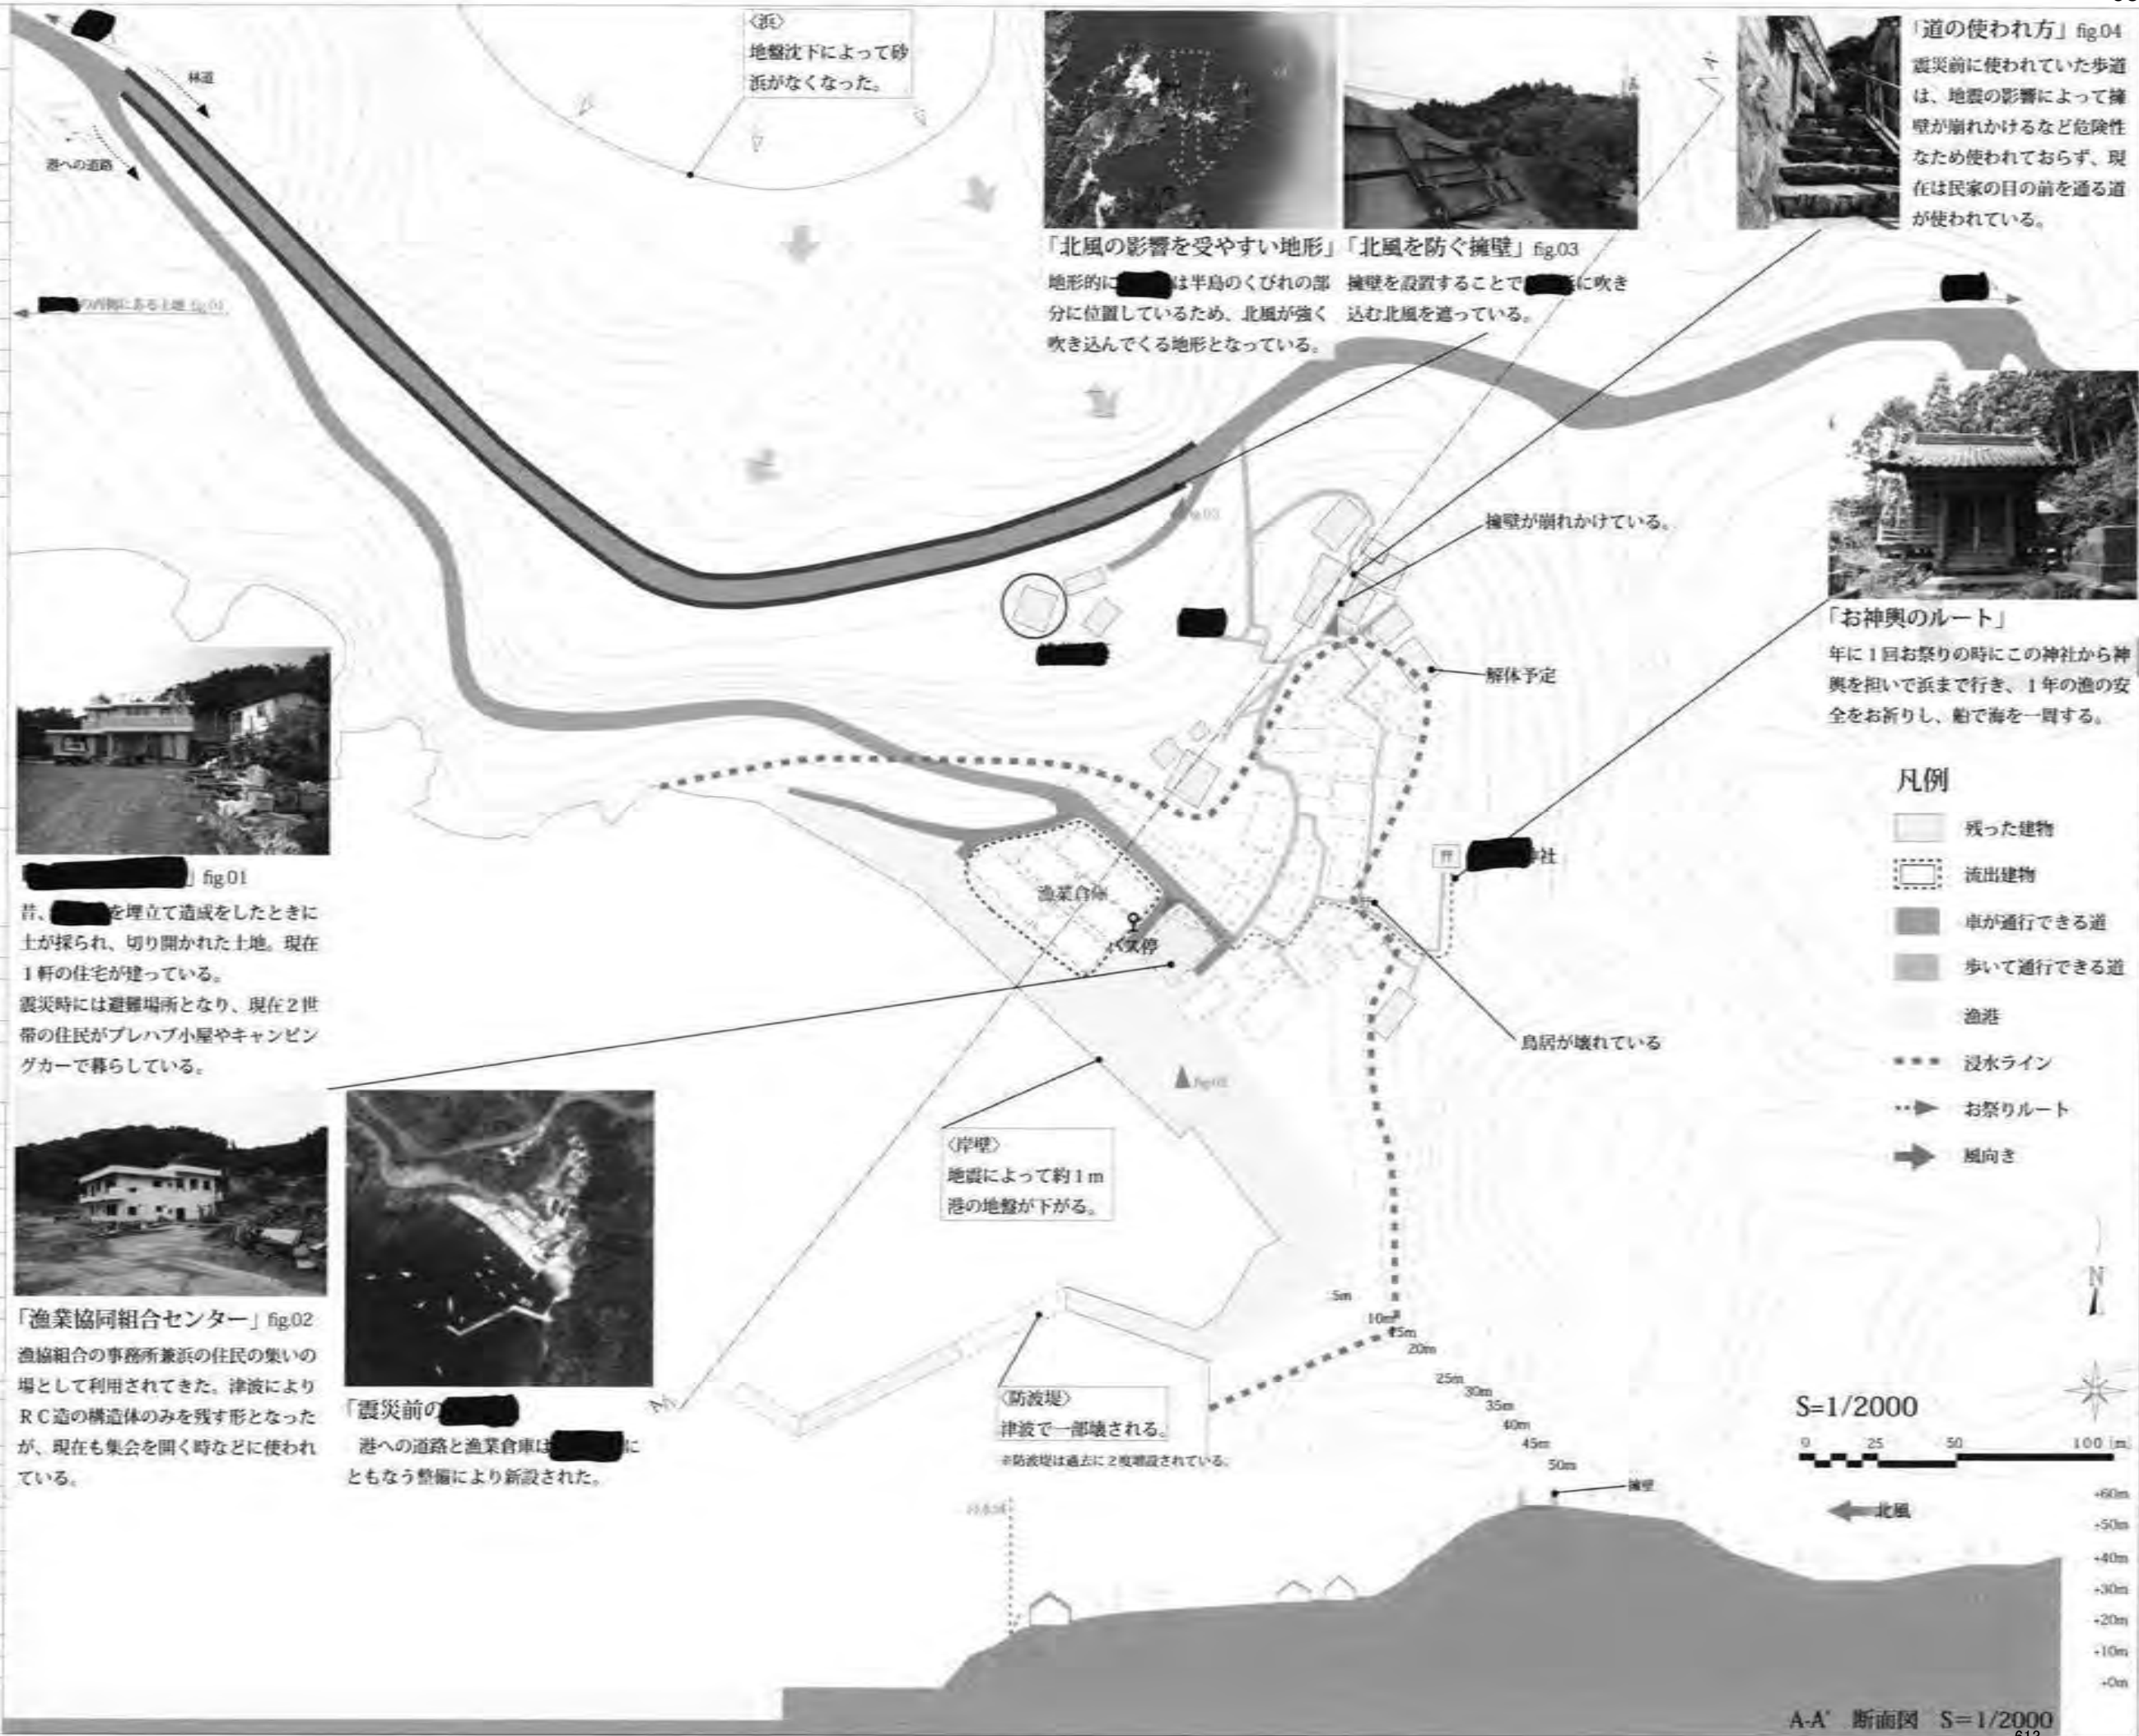 林道
港への道路
〈浜〉
地盤沈下によって砂
浜がなくなった。
「北風の影響を受やすい地形」
地形的に
は半島のくびれの部
分に位置しているため、北風が強く
吹き込んでくる地形となっている。
「北風を防ぐ擁壁」fig.03
擁壁を設置することで
に吹き
込む北風を遮っている。
「道の使われ方」fig.04
震災前に使われていた歩道
は、地震の影響によって擁
壁が崩れかけるなど危険性
なため使われておらず、現
在は民家の目の前を通る道
が使われている。
の西側にある土地 fig.01
擁壁が崩れかけている。
解体予定
「お神輿のルート」
年に1回お祭りの時にこの神社から神
輿を担いで浜まで行き、1年の漁の安
全をお祈りし、船で海を一周する。
社
漁業倉庫
バス停
鳥居が壊れている
凡例
残った建物
流出建物
車が通行できる道
歩いて通行できる道
漁港
浸水ライン
お祭りルート
風向き
」fig.01
昔、
を埋立て造成をしたときに
土が採られ、切り開かれた土地。現在
1軒の住宅が建っている。
震災時には避難場所となり、現在2世
帯の住民がプレハブ小屋やキャンピン
グカーで暮らしている。
fig.02
〈岸壁〉
地震によって約1m
港の地盤が下がる。
「漁業協同組合センター」fig.02
漁協組合の事務所兼浜の住民の集いの
場として利用されてきた。津波により
RC造の構造体のみを残す形となった
が、現在も集会を開く時などに使われ
ている。
「震災前の
港への道路と漁業倉庫は
に
ともなう整備により新設された。
〈防波堤〉
津波で一部壊される。
※防波堤は過去に2度増設されている。
5m
10m
15m
20m
25m
30m
35m
40m
45m
50m
N
S=1/2000
0 25 50 100 (m)
擁壁
北風
+60m
+50m
+40m
+30m
+20m
+10m
+0m
A-A' 断面図 S=1/2000
613